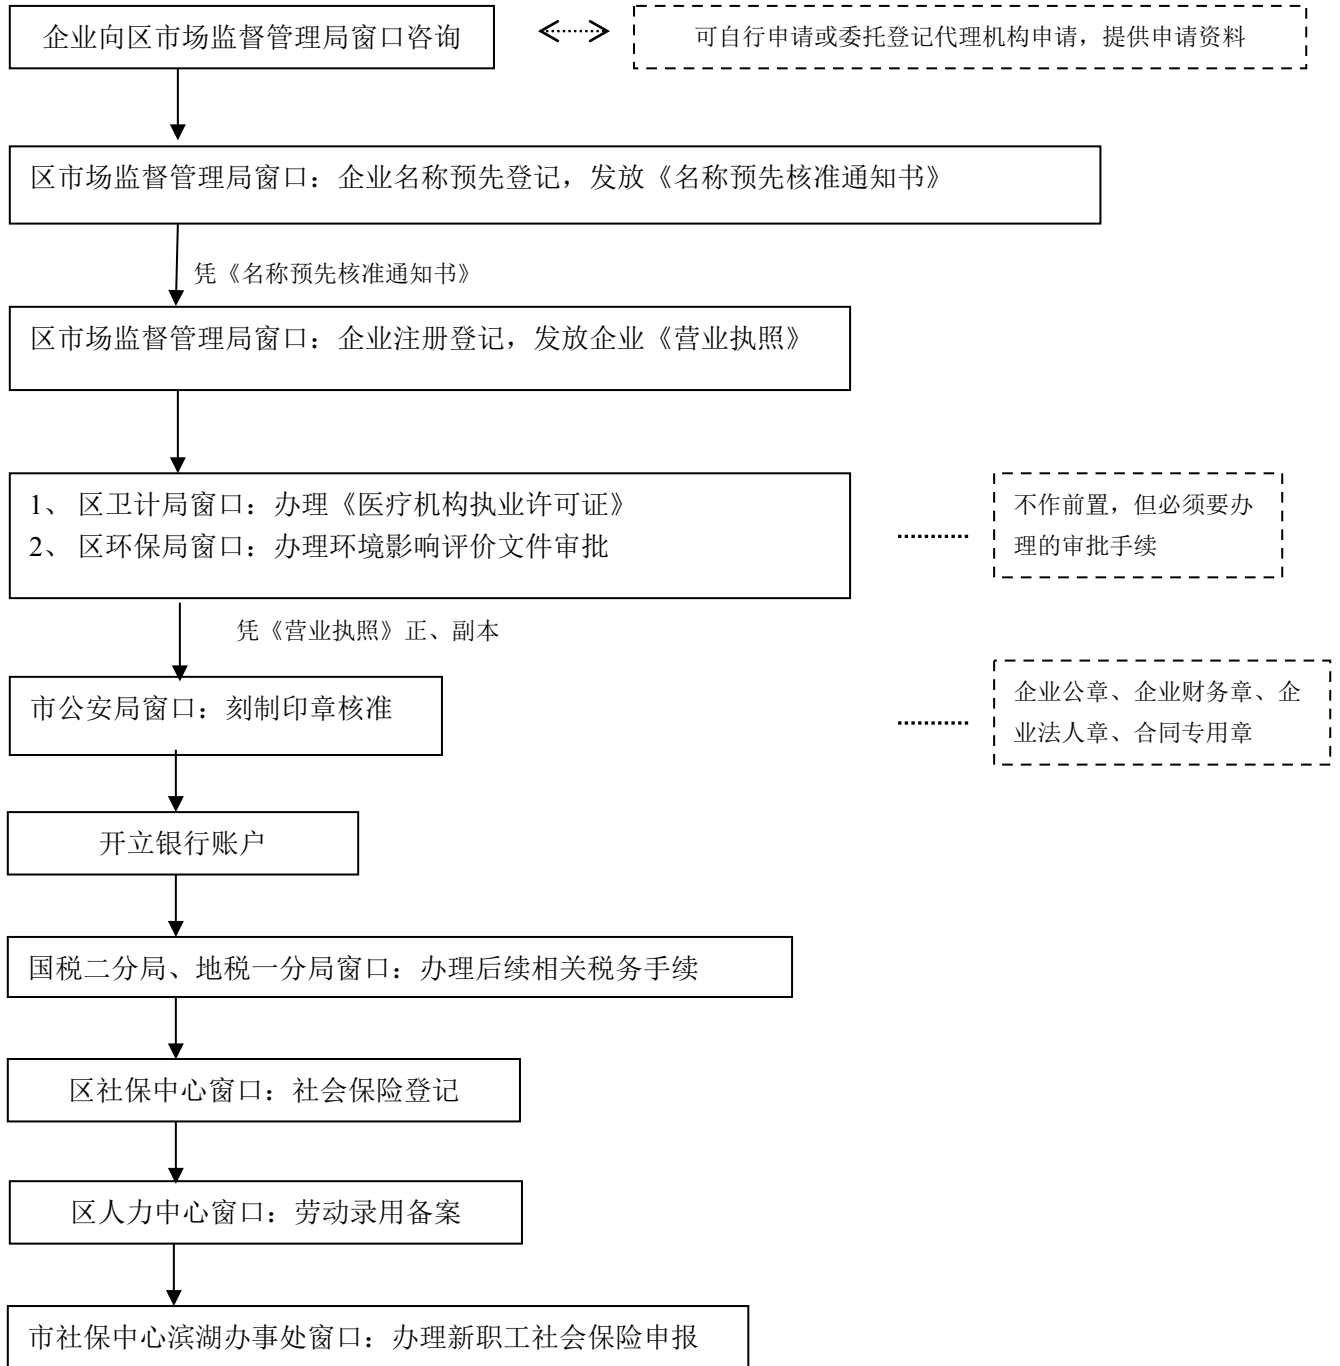 企业向区市场监督管理局窗口咨询
可自行申请或委托登记代理机构申请，提供申请资料
区市场监督管理局窗口：企业名称预先登记，发放《名称预先核准通知书》
凭《名称预先核准通知书》
区市场监督管理局窗口：企业注册登记，发放企业《营业执照》
1、 区卫计局窗口：办理《医疗机构执业许可证》
2、 区环保局窗口：办理环境影响评价文件审批
不作前置，但必须要办
理的审批手续
凭《营业执照》正、副本
市公安局窗口：刻制印章核准
企业公章、企业财务章、企
业法人章、合同专用章
开立银行账户
国税二分局、地税一分局窗口：办理后续相关税务手续
区社保中心窗口：社会保险登记
区人力中心窗口：劳动录用备案
市社保中心滨湖办事处窗口：办理新职工社会保险申报